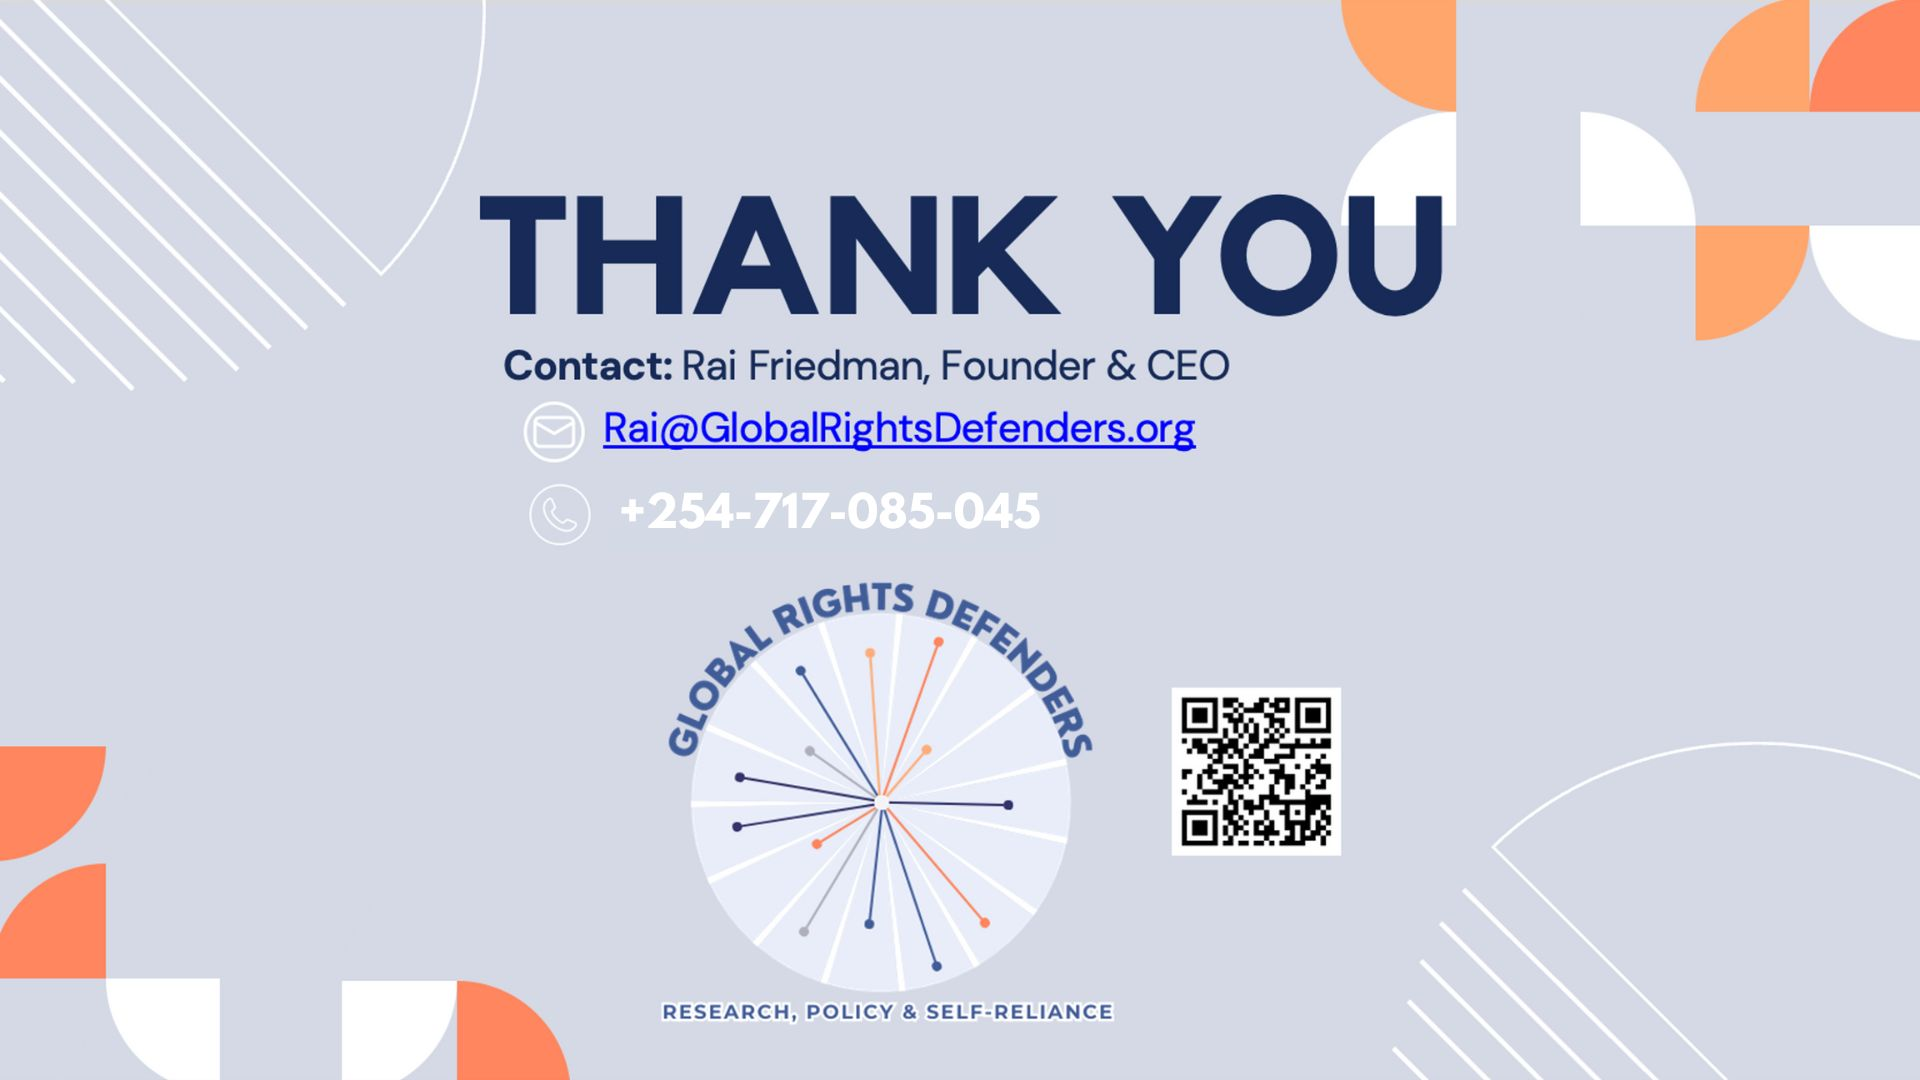 THANK YOU
Contact: Rai Friedman, Founder & CEO
Rai@GlobalRightsDefenders.org
+254-717-085-045
GLOBAL RIGHTS DEFENDERS
RESEARCH, POLICY & SELF-RELIANCE